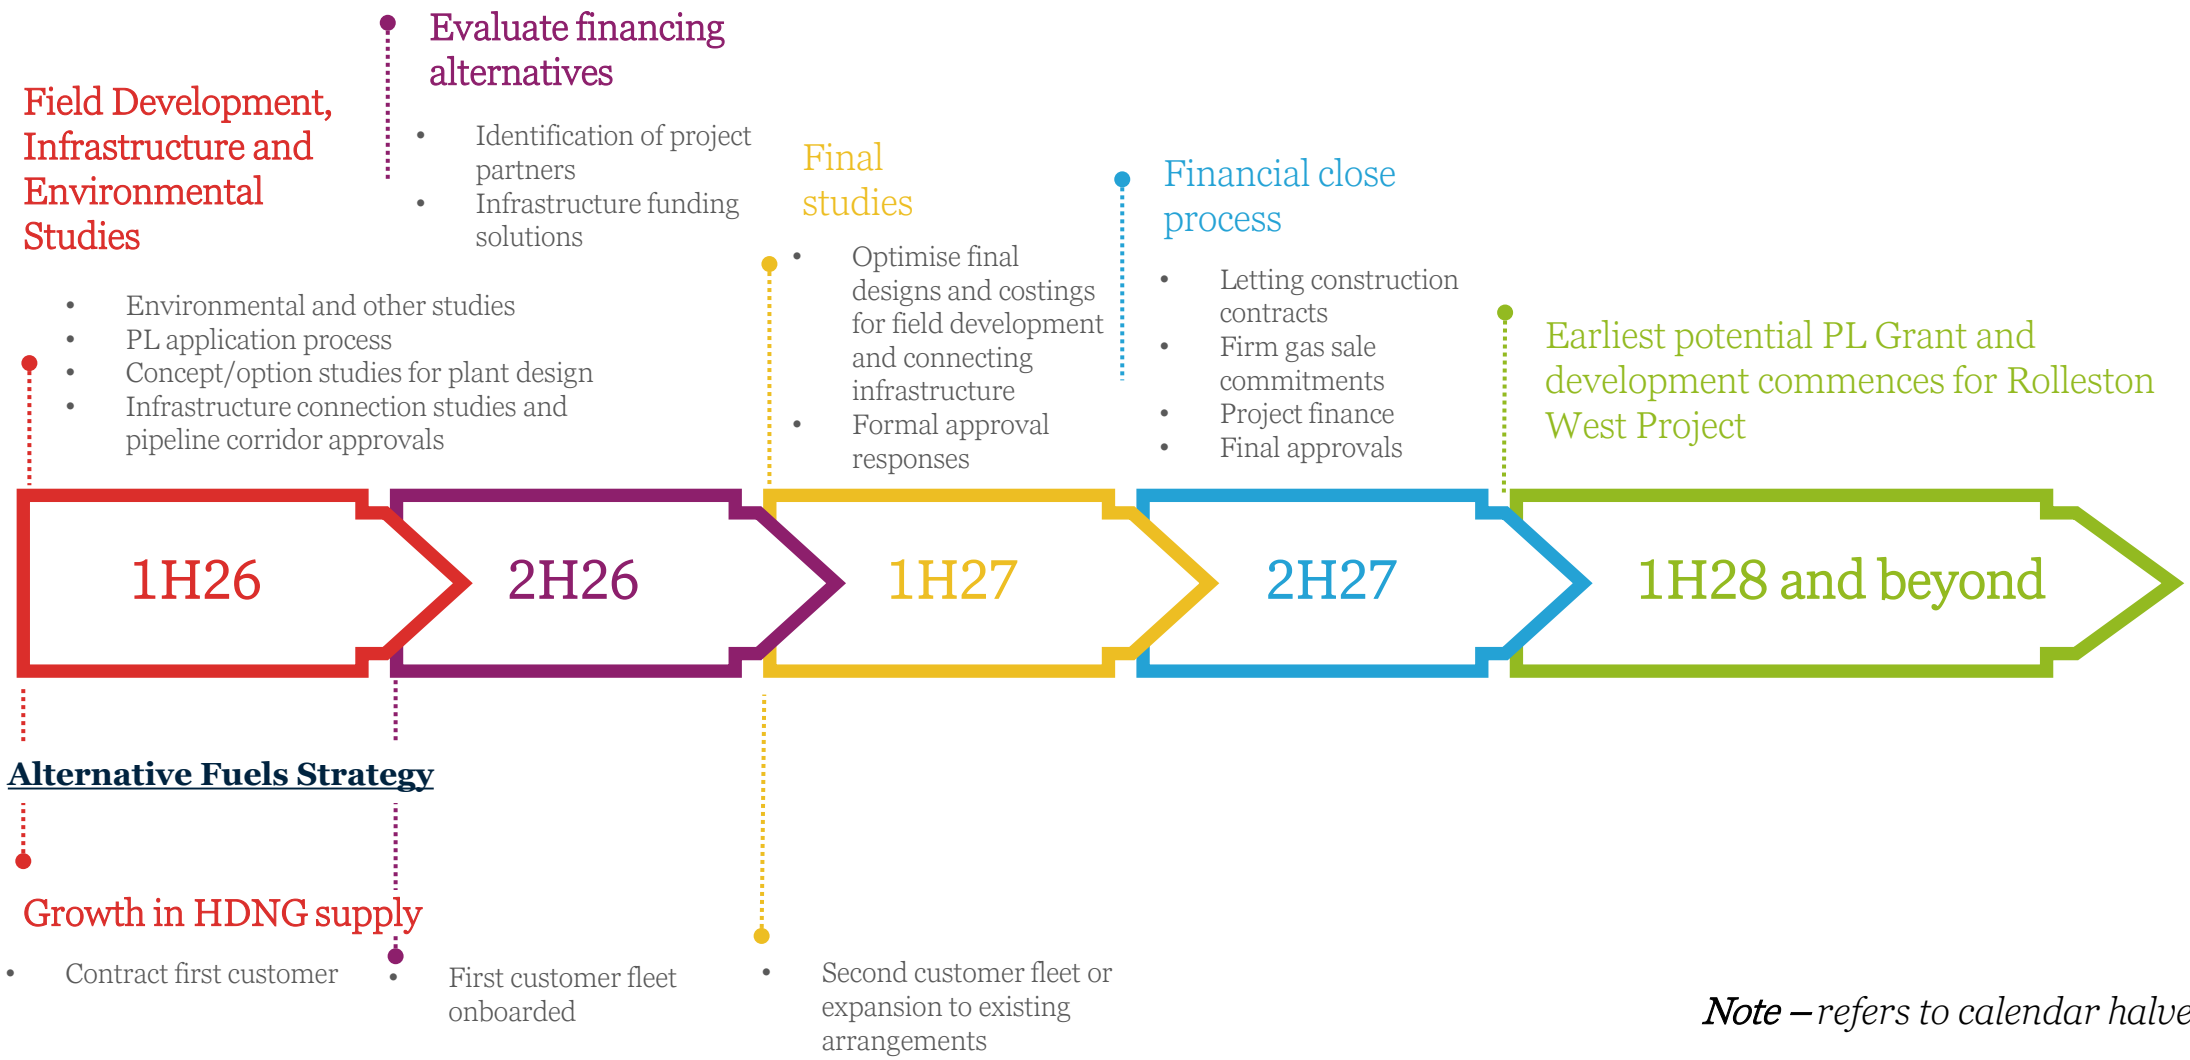 Field Development,
Infrastructure and
Environmental
Studies
• Environmental and other studies
• PL application process
• Concept/option studies for plant design
• Infrastructure connection studies and
pipeline corridor approvals
Evaluate financing
alternatives
• Identification of project
partners
• Infrastructure funding
solutions
Final
studies
• Optimise final
designs and costings
for field development
and connecting
infrastructure
• Formal approval
responses
Financial close
process
• Letting construction
contracts
• Firm gas sale
commitments
• Project finance
• Final approvals
Earliest potential PL Grant and
development commences for Rolleston
West Project
1H26
2H26
1H27
2H27
1H28 and beyond
Alternative Fuels Strategy
Growth in HDNG supply
• Contract first customer
• First customer fleet
onboarded
• Second customer fleet or
expansion to existing
arrangements
Note – refers to calendar halve